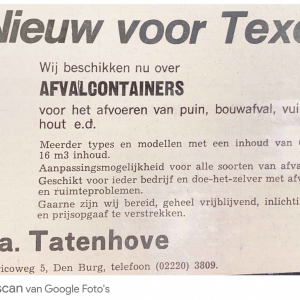 Nieuw voor Texe
Wij beschikken nu over
AFVALCONTAINERS
voor het afvoeren van puin, bouwafval, vui
hout e.d.
Meerder types en modellen met een inhoud van
16 m3 inhoud.
Aanpassingsmogelijkheid voor alle soorten van afva
Geschikt voor ieder bedrijf en doe-het-zelver met af
en ruimteproblemen.
Gaarne zijn wij bereid, geheel vrijblijvend, inlichti
en prijsopgaaf te verstrekken.
a. Tatenhove
icoweg 5, Den Burg, telefoon (02220) 3809.
scan van Google Foto's